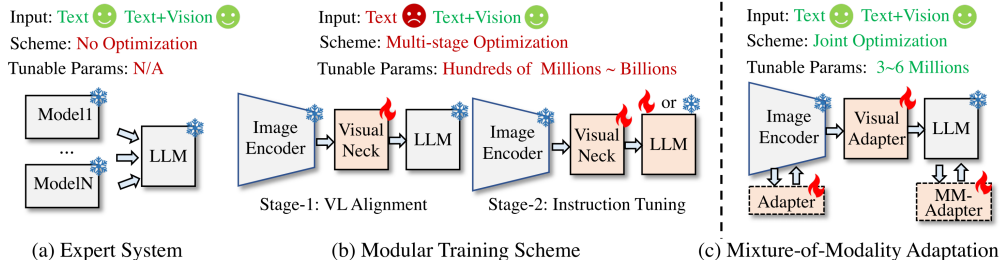 Input: Text Text+Vision
Scheme: No Optimization
Tunable Params: N/A
Model1
...
ModelN
LLM
(a) Expert System
Input: Text Text+Vision
Scheme: Multi-stage Optimization
Tunable Params: Hundreds of Millions ~ Billions
Image
Encoder
Visual
Neck
LLM
Stage-1: VL Alignment
Image
Encoder
Visual
Neck
or
LLM
Stage-2: Instruction Tuning
(b) Modular Training Scheme
Input: Text Text+Vision
Scheme: Joint Optimization
Tunable Params: 3~6 Millions
Image
Encoder
Visual
Adapter
LLM
Adapter
MM-
Adapter
(c) Mixture-of-Modality Adaptation